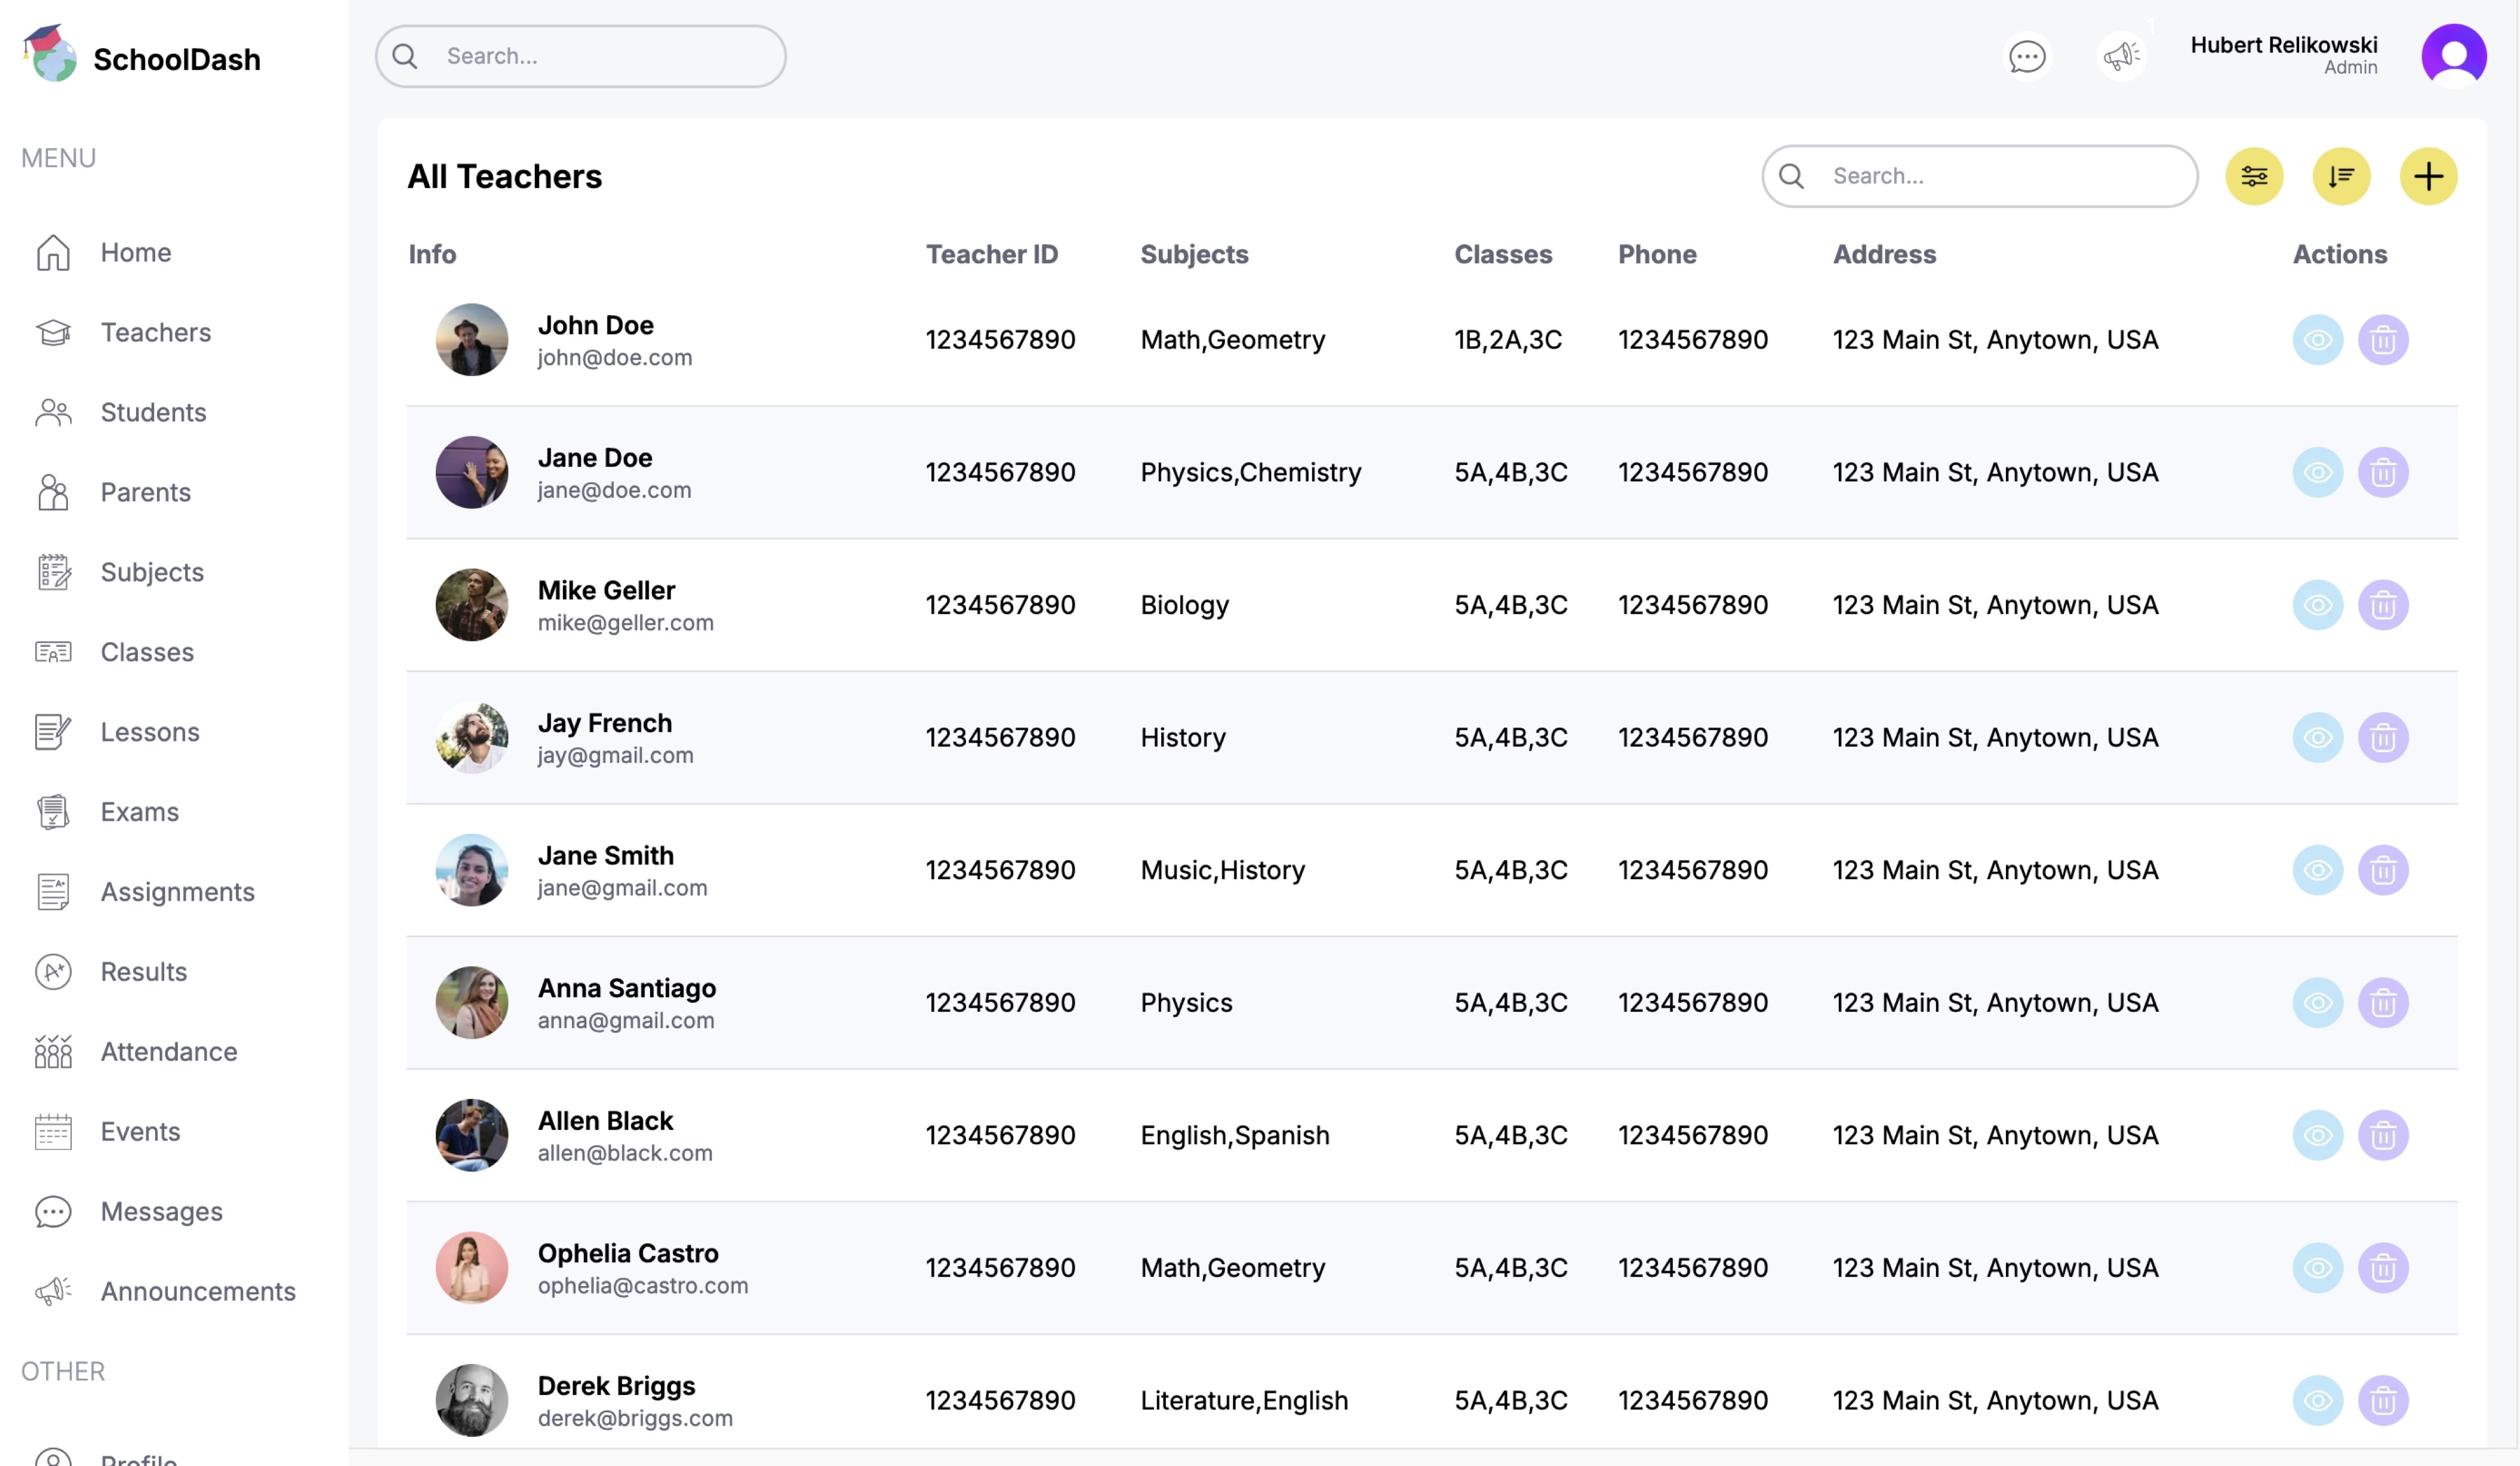 SchoolDash
Search...
1
Hubert Relikowski
Admin
MENU
Home
Teachers
Students
Parents
Subjects
Classes
Lessons
Exams
Assignments
Results
Attendance
Events
Messages
Announcements
OTHER
Profile
All Teachers
Search...
Info Teacher ID Subjects Classes Phone Address Actions
John Doe
john@doe.com
1234567890 Math,Geometry 1B,2A,3C 1234567890 123 Main St, Anytown, USA
Jane Doe
jane@doe.com
1234567890 Physics,Chemistry 5A,4B,3C 1234567890 123 Main St, Anytown, USA
Mike Geller
mike@geller.com
1234567890 Biology 5A,4B,3C 1234567890 123 Main St, Anytown, USA
Jay French
jay@gmail.com
1234567890 History 5A,4B,3C 1234567890 123 Main St, Anytown, USA
Jane Smith
jane@gmail.com
1234567890 Music,History 5A,4B,3C 1234567890 123 Main St, Anytown, USA
Anna Santiago
anna@gmail.com
1234567890 Physics 5A,4B,3C 1234567890 123 Main St, Anytown, USA
Allen Black
allen@black.com
1234567890 English,Spanish 5A,4B,3C 1234567890 123 Main St, Anytown, USA
Ophelia Castro
ophelia@castro.com
1234567890 Math,Geometry 5A,4B,3C 1234567890 123 Main St, Anytown, USA
Derek Briggs
derek@briggs.com
1234567890 Literature,English 5A,4B,3C 1234567890 123 Main St, Anytown, USA